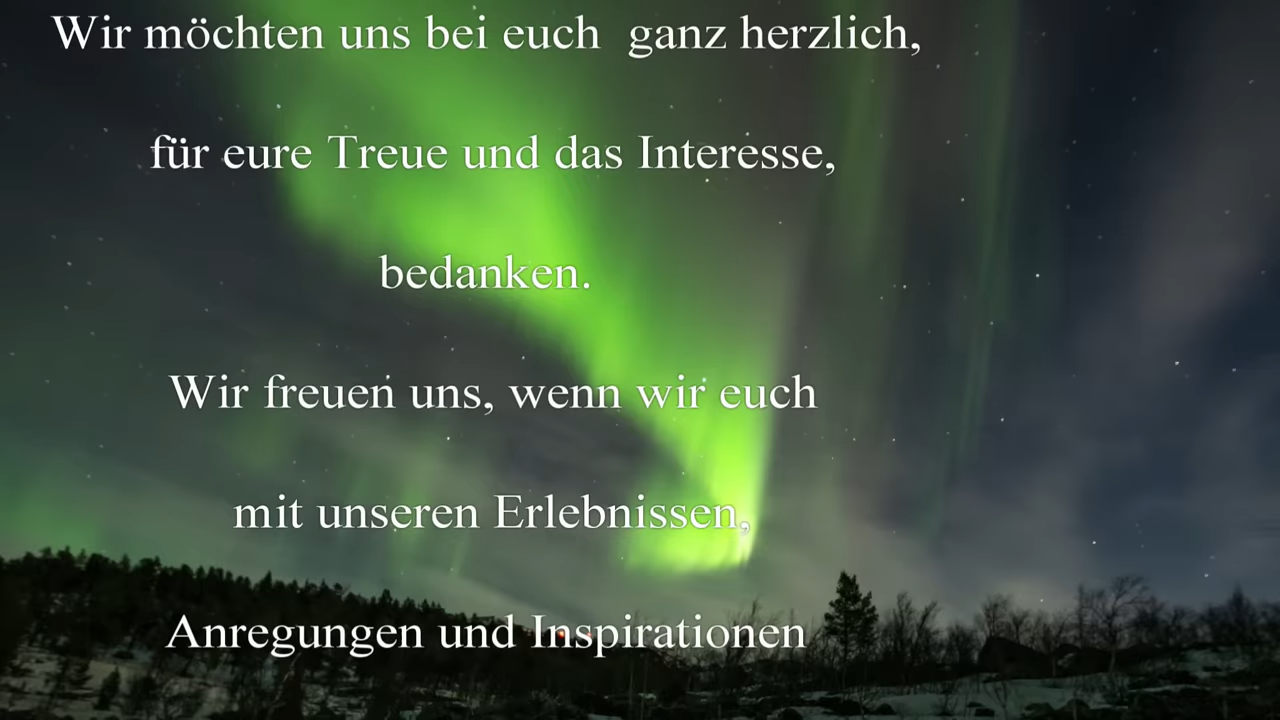 Wir möchten uns bei euch  ganz herzlich,
für eure Treue und das Interesse,
bedanken.
Wir freuen uns, wenn wir euch
mit unseren Erlebnissen,
Anregungen und Inspirationen